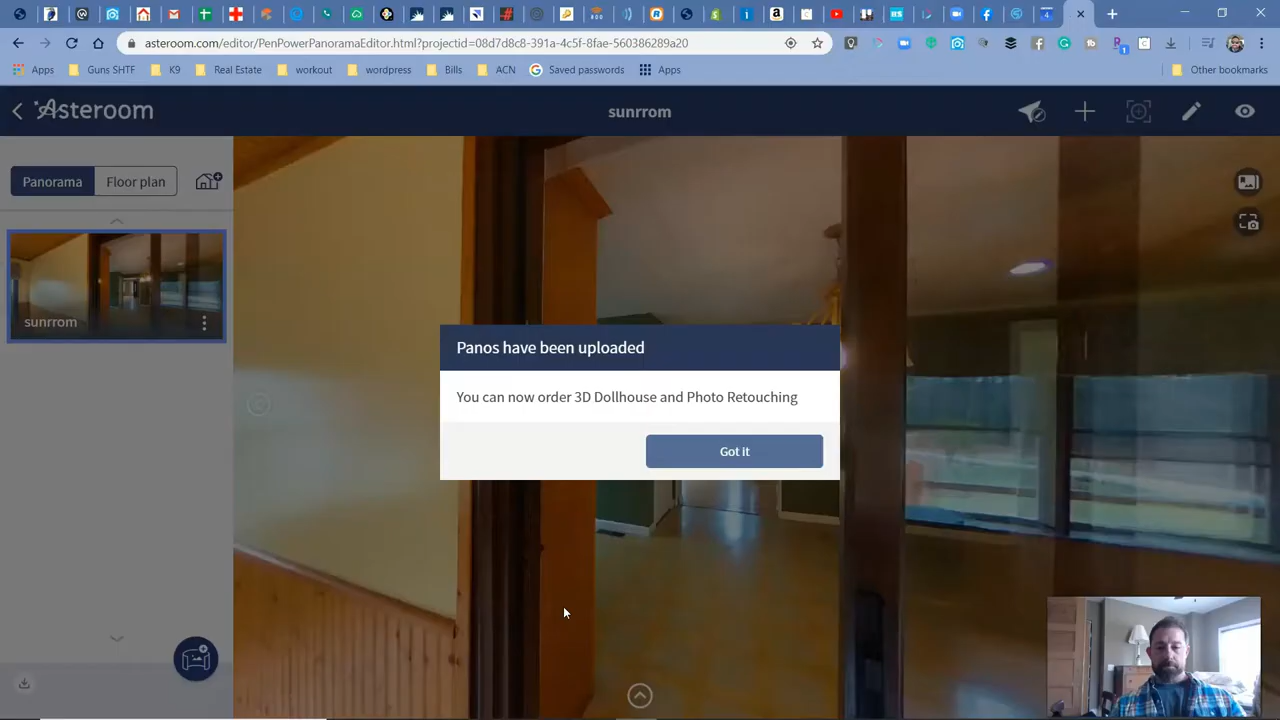 asteroom.com/editor/PenPowerPanoramaEditor.html?projectid=08d7d8c8-391a-4c5f-8fae-560386289a20
Apps Guns SHTF K9 Real Estate workout wordpress Bills ACN Saved passwords Apps Other bookmarks
Asteroom sunrrom
Panorama Floor plan
sunrrom
Panos have been uploaded
You can now order 3D Dollhouse and Photo Retouching
Got it